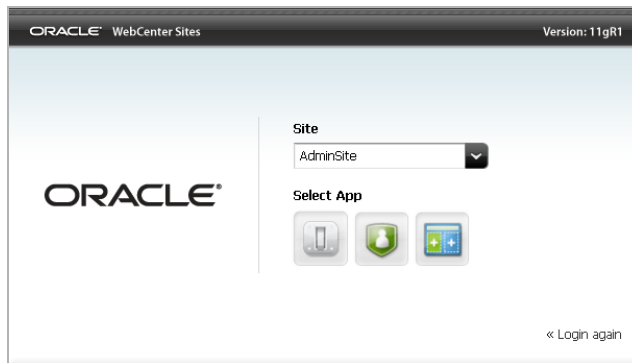 ORACLE® WebCenter Sites Version: 11gR1
Site
AdminSite
ORACLE®
Select App
« Login again